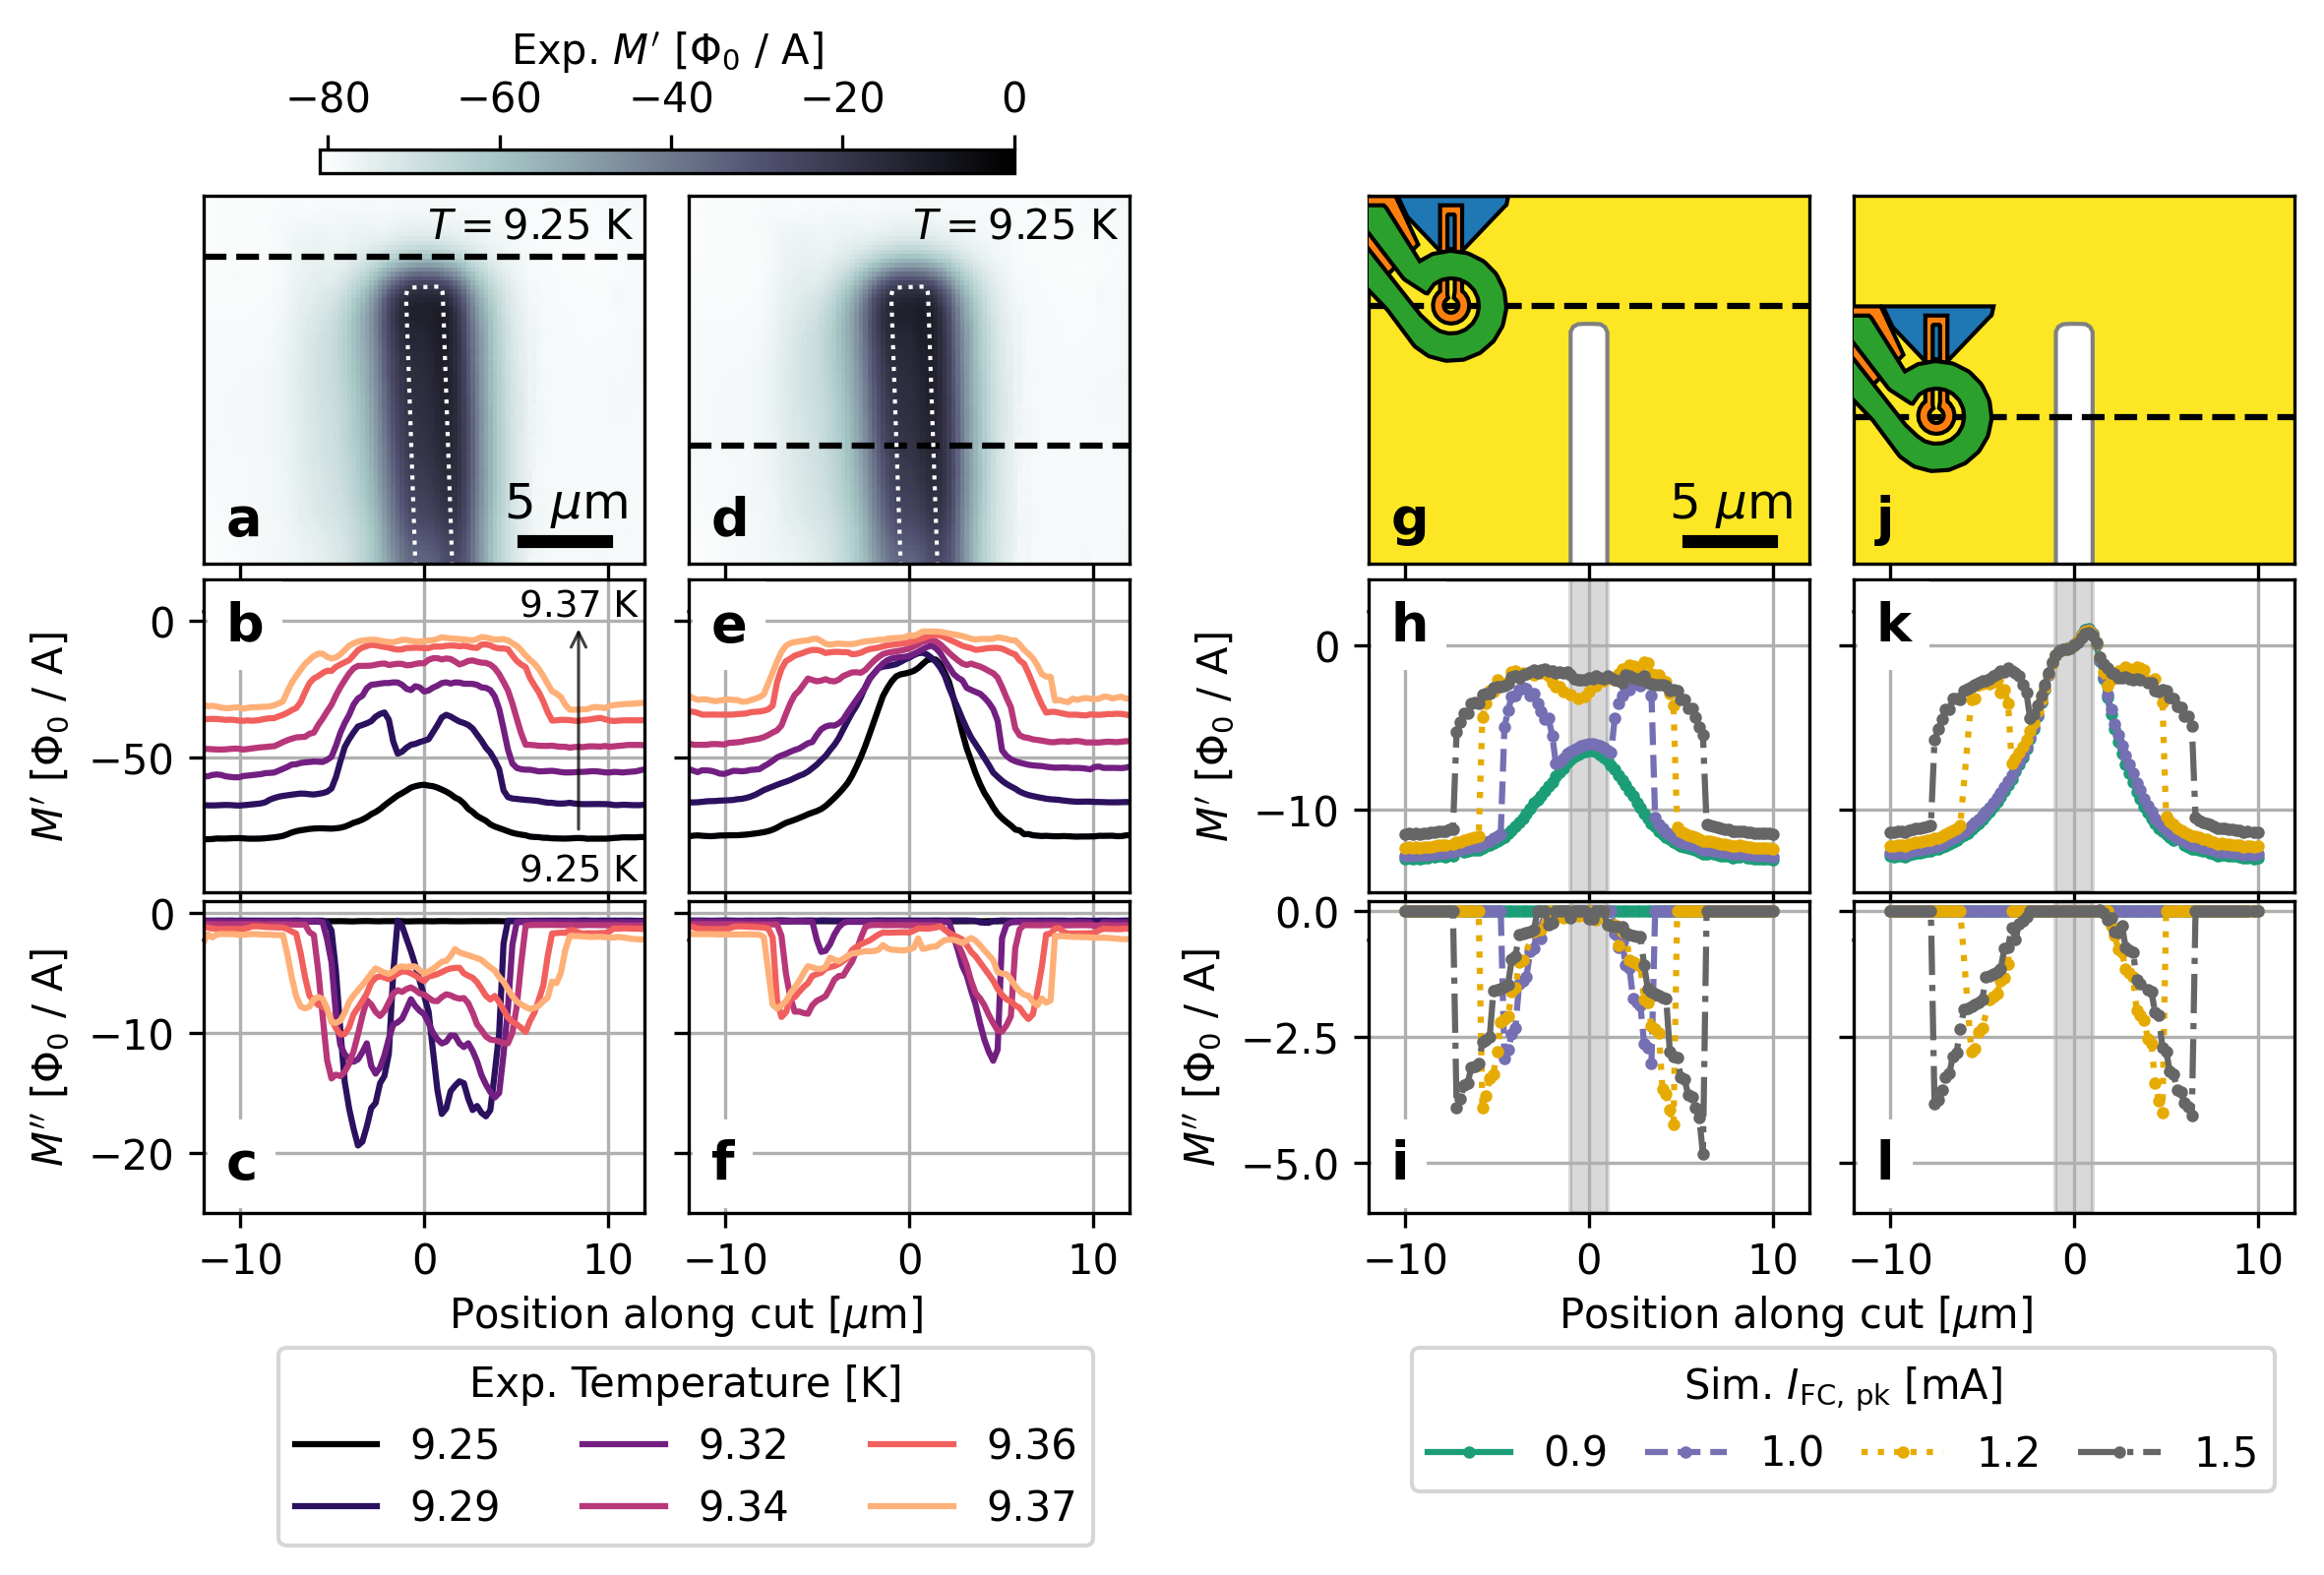 Exp. M′ [Φ0 / A]
−80 −60 −40 −20 0
T = 9.25 K
a
5 μm
T = 9.25 K
d
g
5 μm
j
M′ [Φ0 / A]
0
−50
b
9.37 K
9.25 K
e
M′ [Φ0 / A]
0
−10
h
k
M″ [Φ0 / A]
0
−10
−20
c
f
M″ [Φ0 / A]
0.0
−2.5
−5.0
i
l
−10 0 10
−10 0 10
−10 0 10
−10 0 10
Position along cut [μm]
Position along cut [μm]
Exp. Temperature [K]
9.25 9.32 9.36
9.29 9.34 9.37
Sim. IFC, pk [mA]
0.9 1.0 1.2 1.5